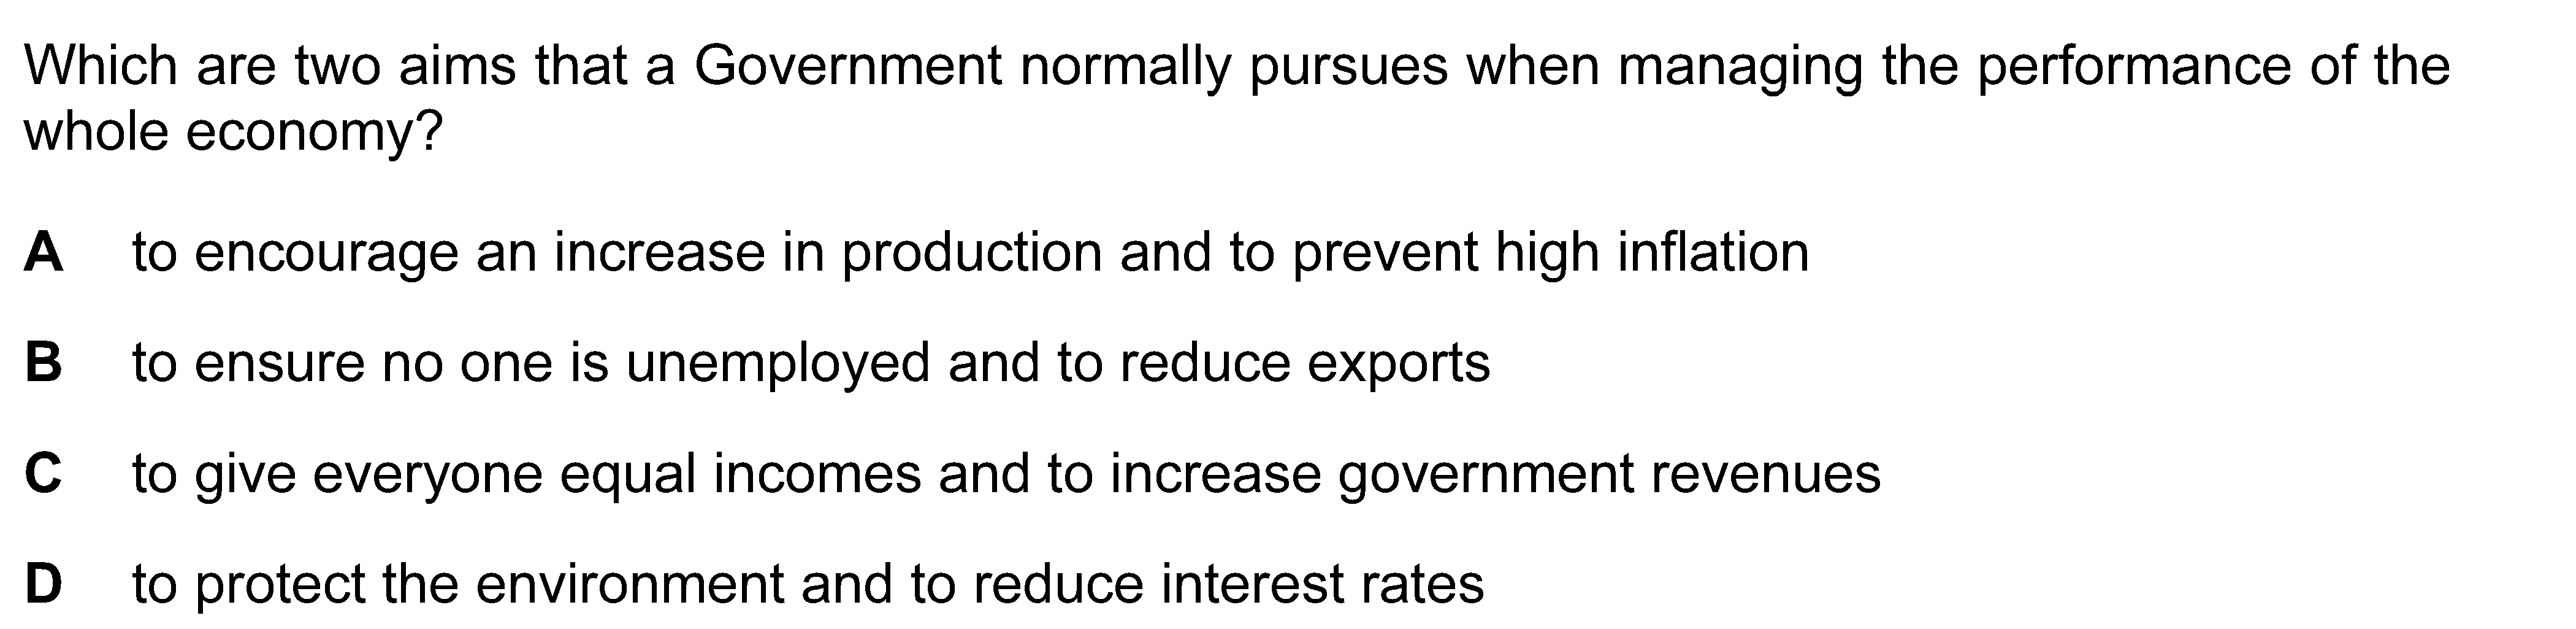 Which are two aims that a Government normally pursues when managing the performance of the
whole economy?
A to encourage an increase in production and to prevent high inflation
B to ensure no one is unemployed and to reduce exports
C to give everyone equal incomes and to increase government revenues
D to protect the environment and to reduce interest rates